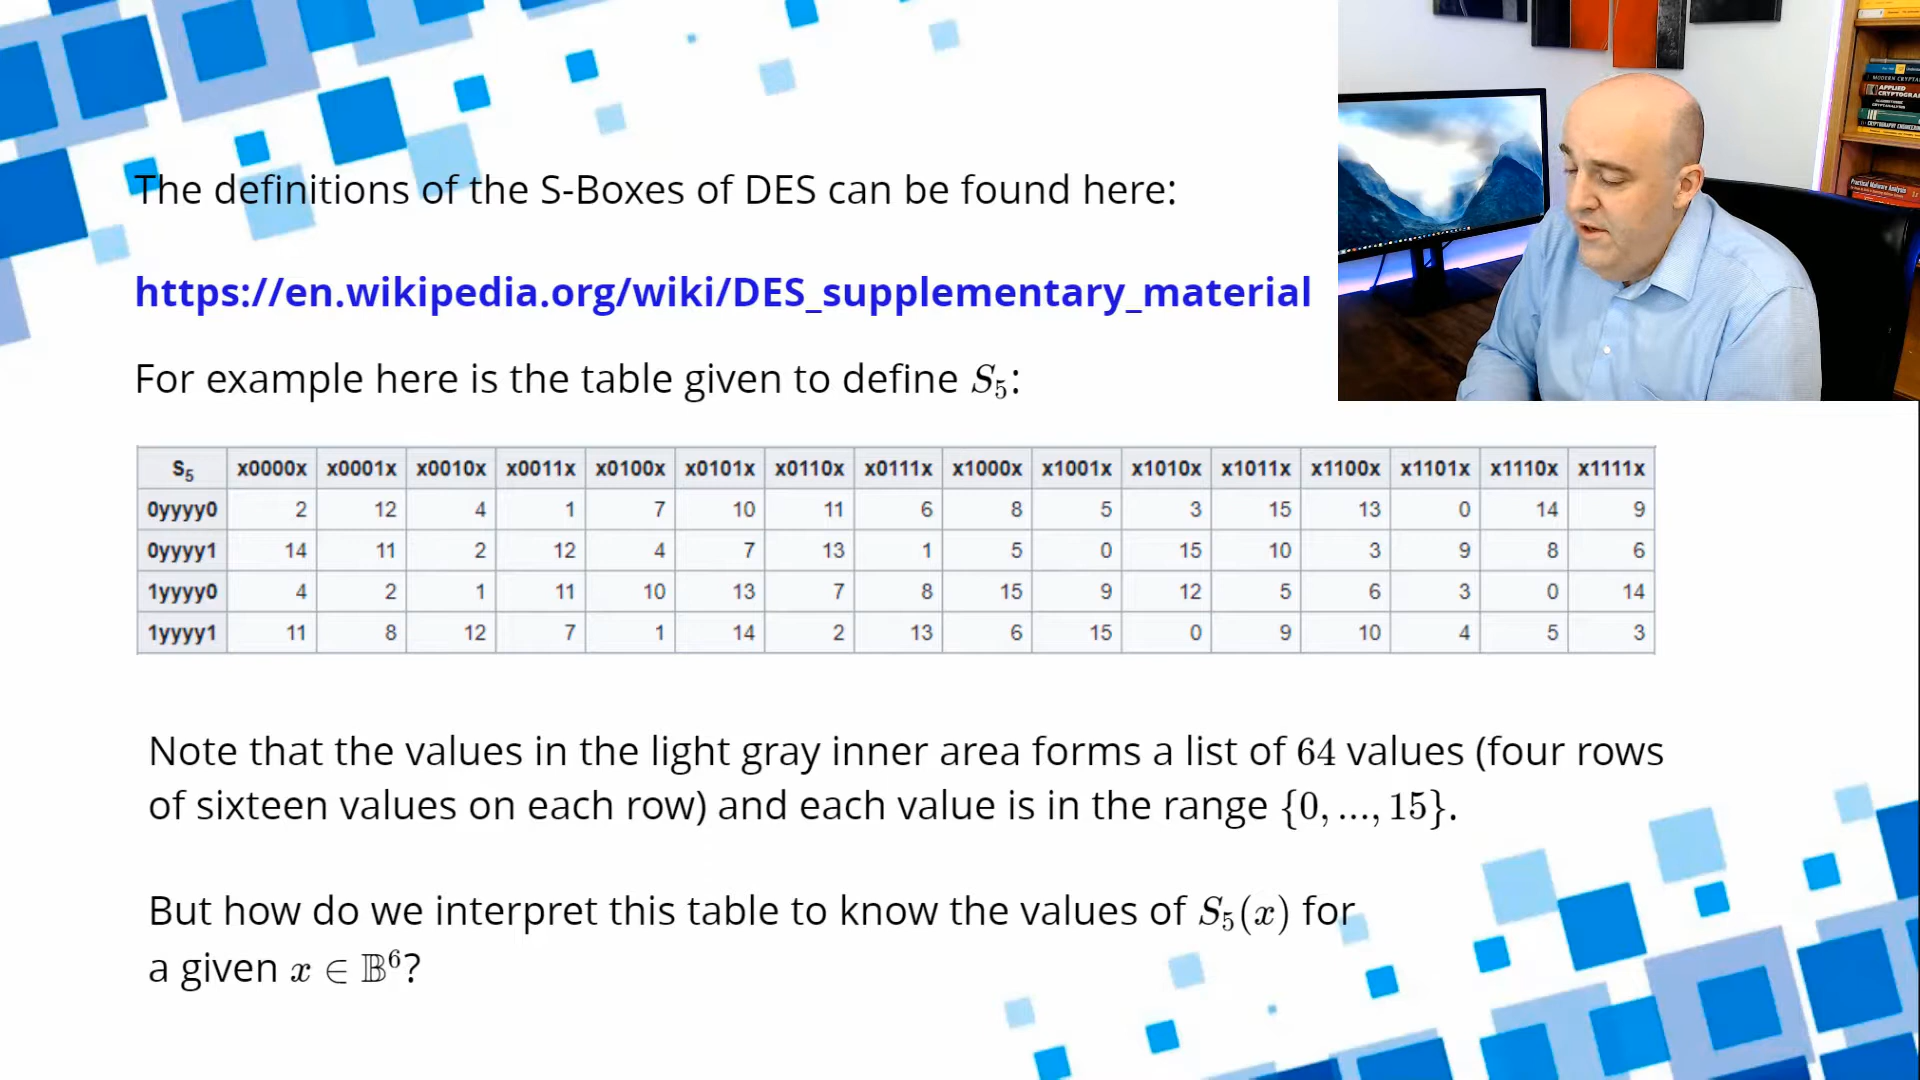 The definitions of the S-Boxes of DES can be found here:
https://en.wikipedia.org/wiki/DES_supplementary_material
For example here is the table given to define S₅:
S₅ x0000x x0001x x0010x x0011x x0100x x0101x x0110x x0111x x1000x x1001x x1010x x1011x x1100x x1101x x1110x x1111x
0yyyy0 2 12 4 1 7 10 11 6 8 5 3 15 13 0 14 9
0yyyy1 14 11 2 12 4 7 13 1 5 0 15 10 3 9 8 6
1yyyy0 4 2 1 11 10 13 7 8 15 9 12 5 6 3 0 14
1yyyy1 11 8 12 7 1 14 2 13 6 15 0 9 10 4 5 3
Note that the values in the light gray inner area forms a list of 64 values (four rows
of sixteen values on each row) and each value is in the range {0, ..., 15}.
But how do we interpret this table to know the values of S₅(x) for
a given x ∈ 𝔹⁶?
MODERN
APPLIED
Practical Malware Analysis